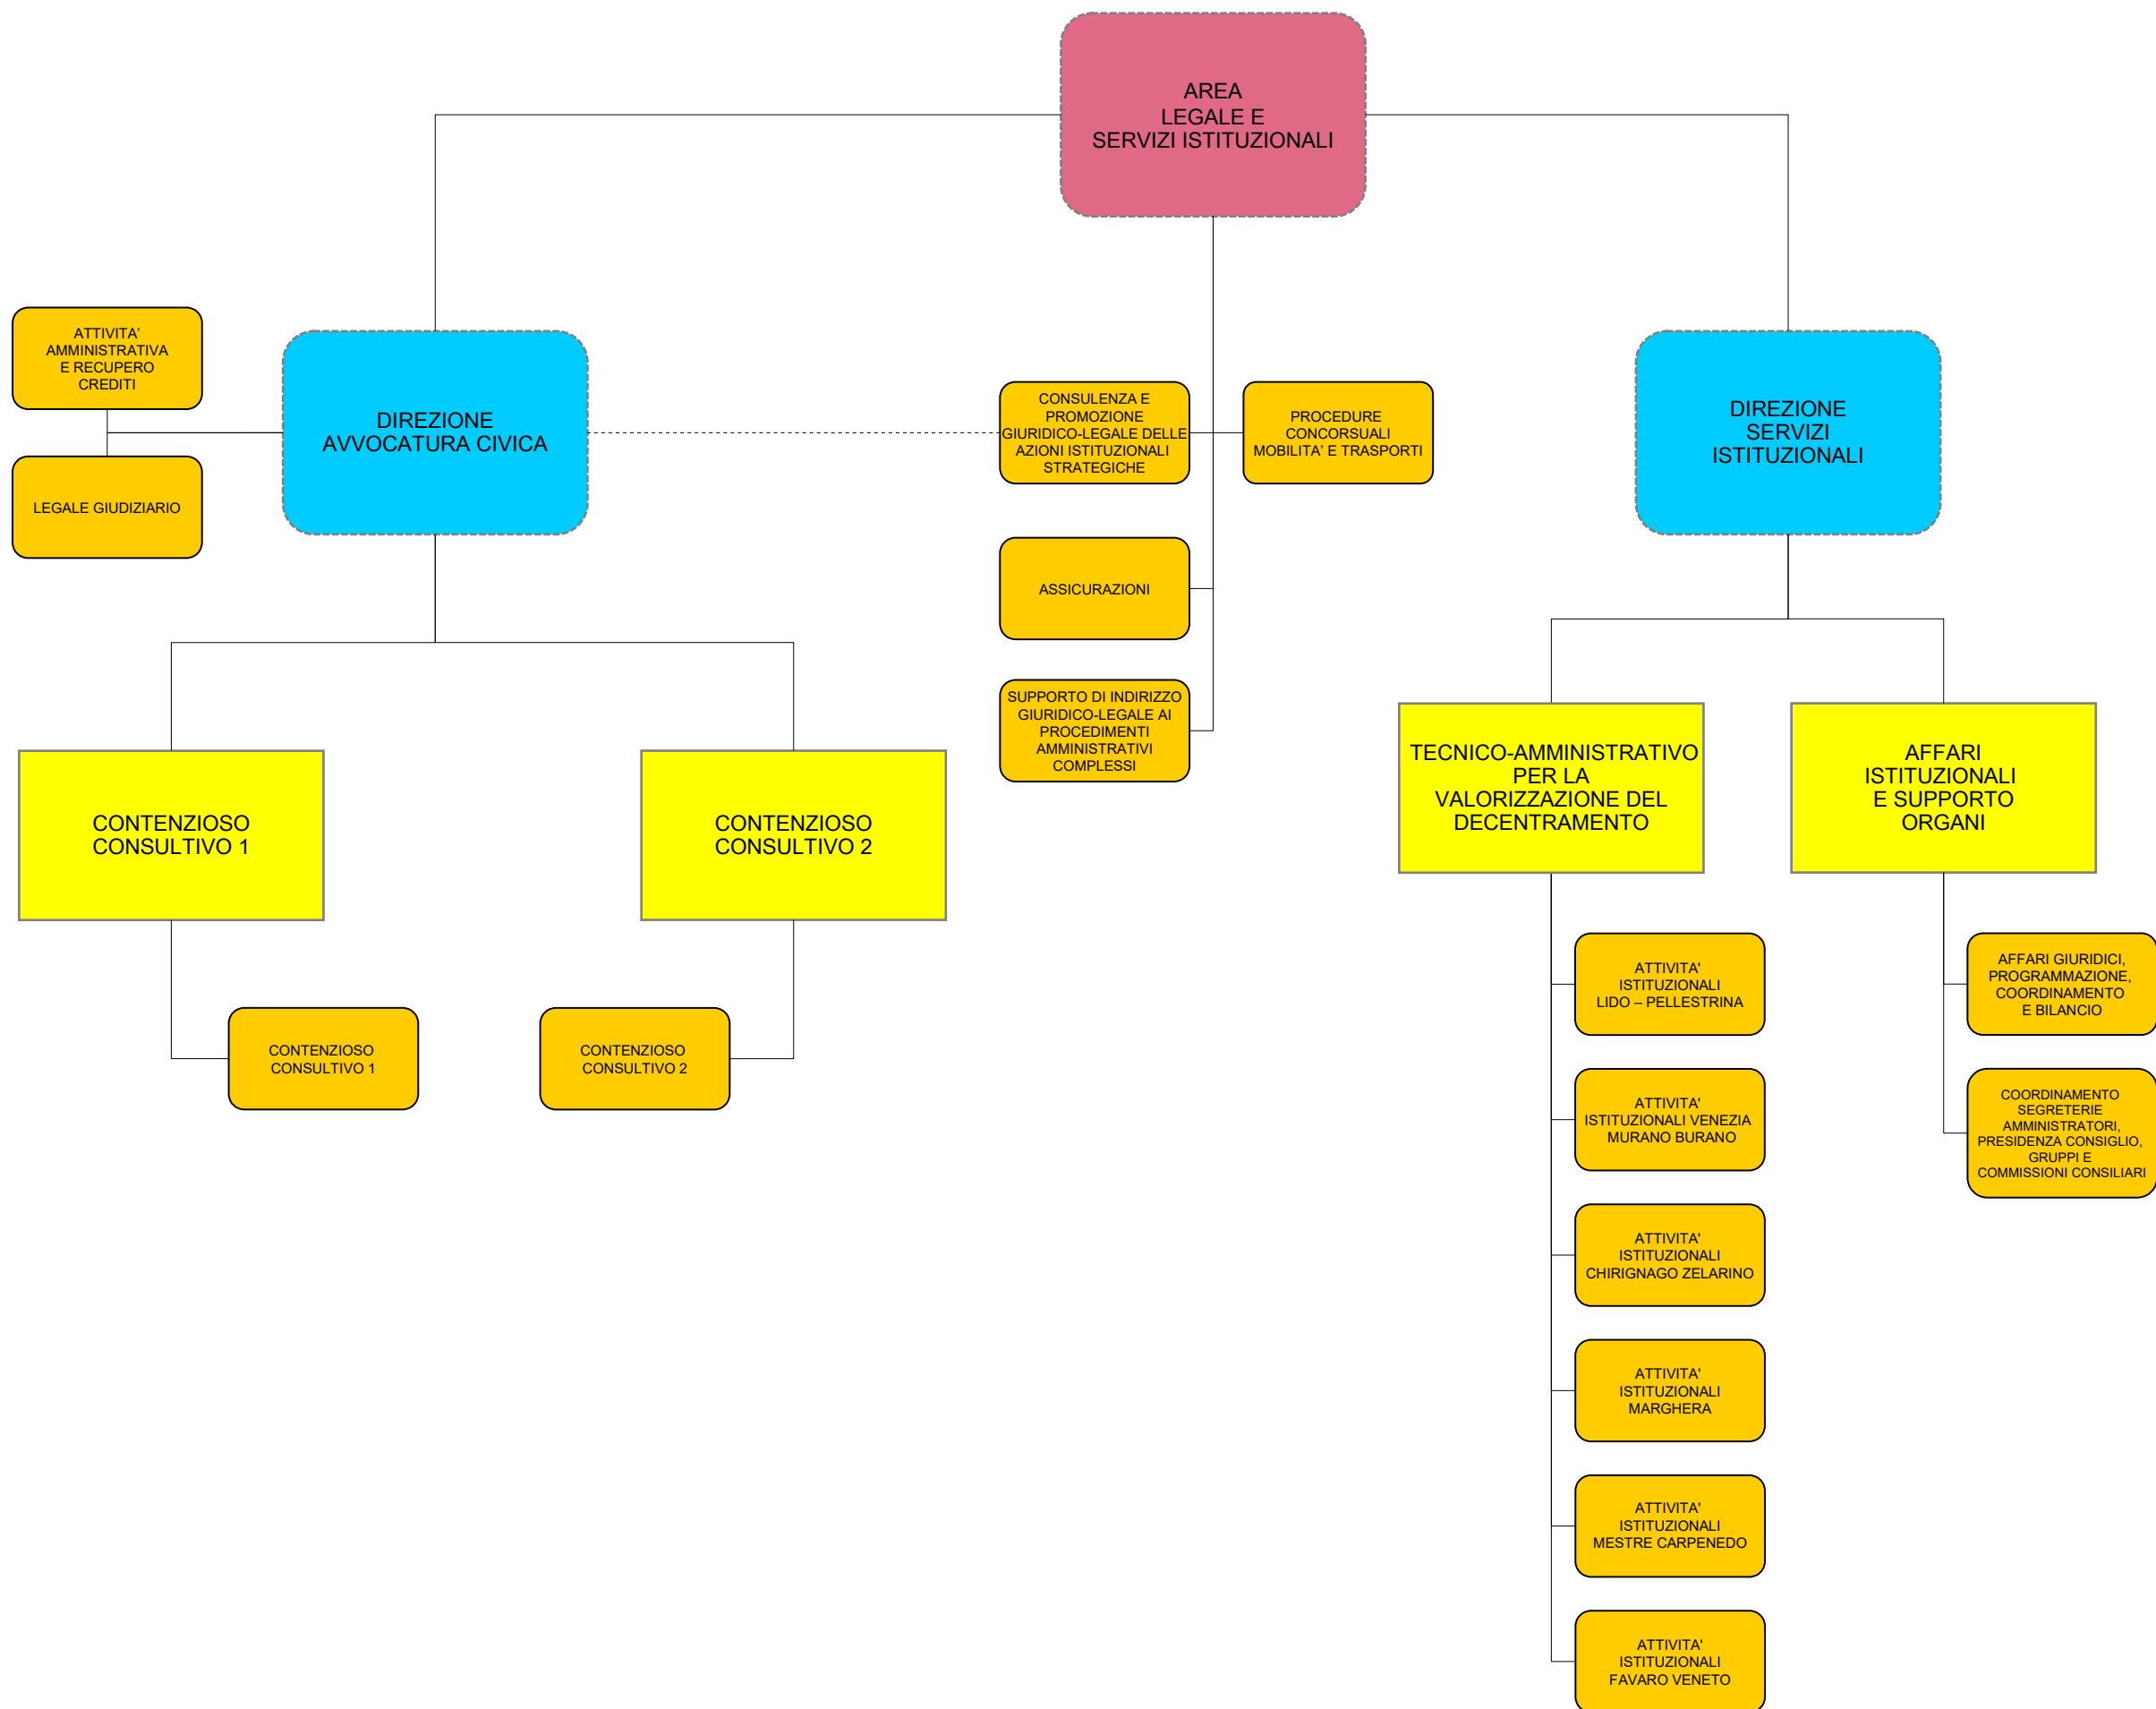 AREA
LEGALE E
SERVIZI ISTITUZIONALI
ATTIVITA’
AMMINISTRATIVA
E RECUPERO
CREDITI
LEGALE GIUDIZIARIO
DIREZIONE
AVVOCATURA CIVICA
CONSULENZA E
PROMOZIONE
GIURIDICO-LEGALE DELLE
AZIONI ISTITUZIONALI
STRATEGICHE
PROCEDURE
CONCORSUALI
MOBILITA’ E TRASPORTI
DIREZIONE
SERVIZI
ISTITUZIONALI
ASSICURAZIONI
SUPPORTO DI INDIRIZZO
GIURIDICO-LEGALE AI
PROCEDIMENTI
AMMINISTRATIVI
COMPLESSI
CONTENZIOSO
CONSULTIVO 1
CONTENZIOSO
CONSULTIVO 2
TECNICO-AMMINISTRATIVO
PER LA
VALORIZZAZIONE DEL
DECENTRAMENTO
AFFARI
ISTITUZIONALI
E SUPPORTO
ORGANI
CONTENZIOSO
CONSULTIVO 1
CONTENZIOSO
CONSULTIVO 2
ATTIVITA'
ISTITUZIONALI
LIDO – PELLESTRINA
ATTIVITA'
ISTITUZIONALI VENEZIA
MURANO BURANO
ATTIVITA'
ISTITUZIONALI
CHIRIGNAGO ZELARINO
ATTIVITA'
ISTITUZIONALI
MARGHERA
ATTIVITA'
ISTITUZIONALI
MESTRE CARPENEDO
ATTIVITA'
ISTITUZIONALI
FAVARO VENETO
AFFARI GIURIDICI,
PROGRAMMAZIONE,
COORDINAMENTO
E BILANCIO
COORDINAMENTO
SEGRETERIE
AMMINISTRATORI,
PRESIDENZA CONSIGLIO,
GRUPPI E
COMMISSIONI CONSILIARI